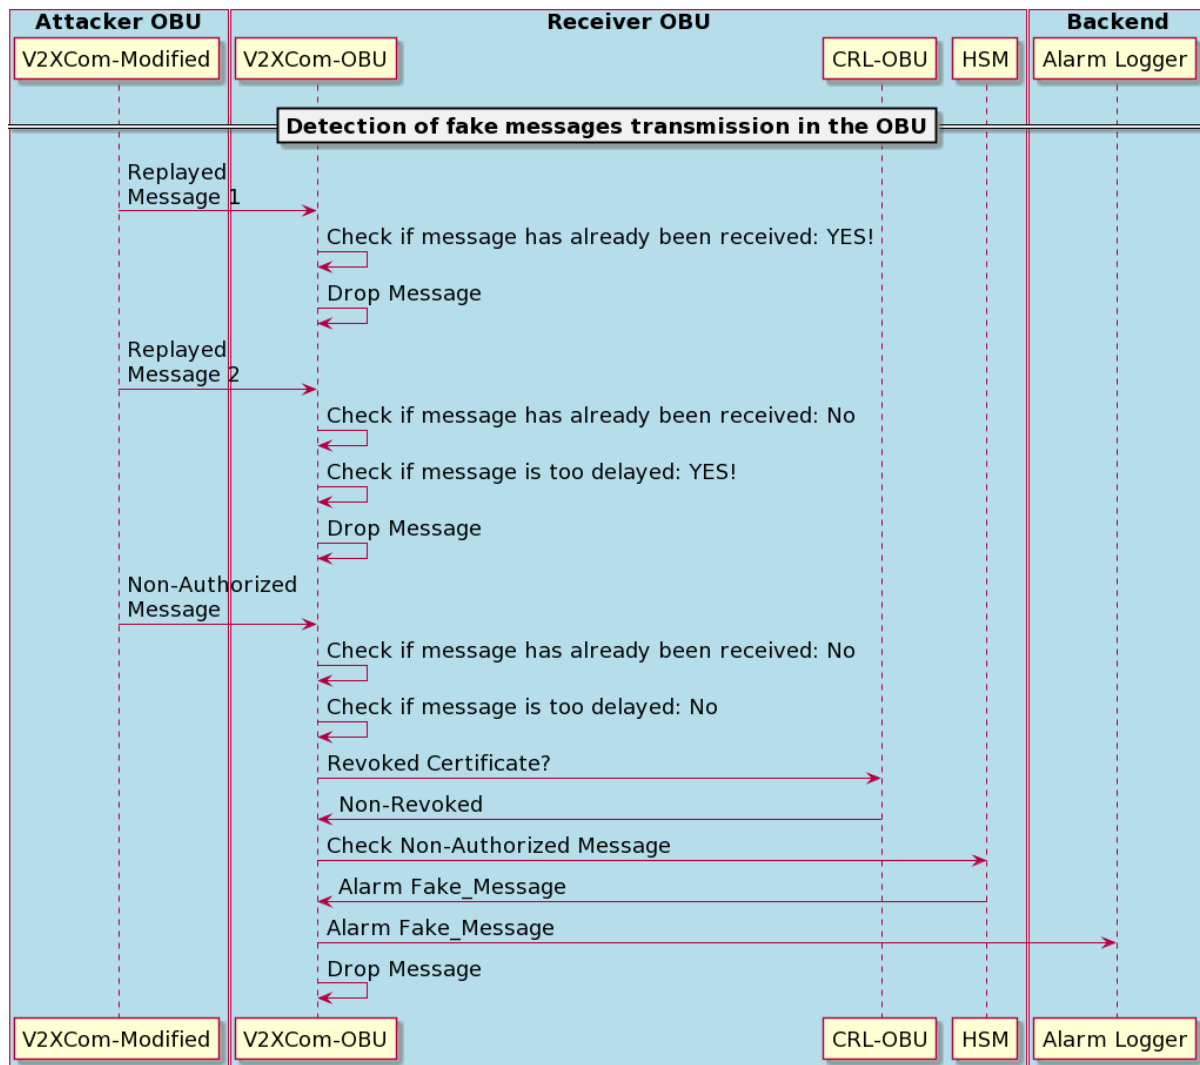 Attacker OBU
Receiver OBU
Backend
V2XCom-Modified
V2XCom-OBU
CRL-OBU
HSM
Alarm Logger
Detection of fake messages transmission in the OBU
Replayed
Message 1
Check if message has already been received: YES!
Drop Message
Replayed
Message 2
Check if message has already been received: No
Check if message is too delayed: YES!
Drop Message
Non-Authorized
Message
Check if message has already been received: No
Check if message is too delayed: No
Revoked Certificate?
Non-Revoked
Check Non-Authorized Message
Alarm Fake_Message
Alarm Fake_Message
Drop Message
V2XCom-Modified
V2XCom-OBU
CRL-OBU
HSM
Alarm Logger